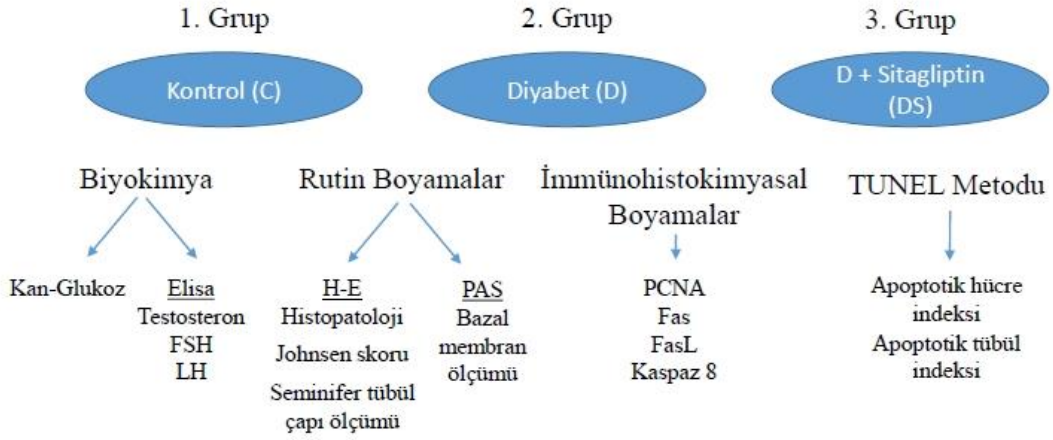 1. Grup
2. Grup
3. Grup
Kontrol (C)
Diyabet (D)
D + Sitagliptin
(DS)
Biyokimya
Rutin Boyamalar
İmmünohistokimyasal
Boyamalar
TUNEL Metodu
Kan-Glukoz
Elisa
Testosteron
FSH
LH
H-E
Histopatoloji
Johnsen skoru
Seminifer tübül
çapı ölçümü
PAS
Bazal
membran
ölçümü
PCNA
Fas
FasL
Kaspaz 8
Apoptotik hücre
indeksi
Apoptotik tübül
indeksi